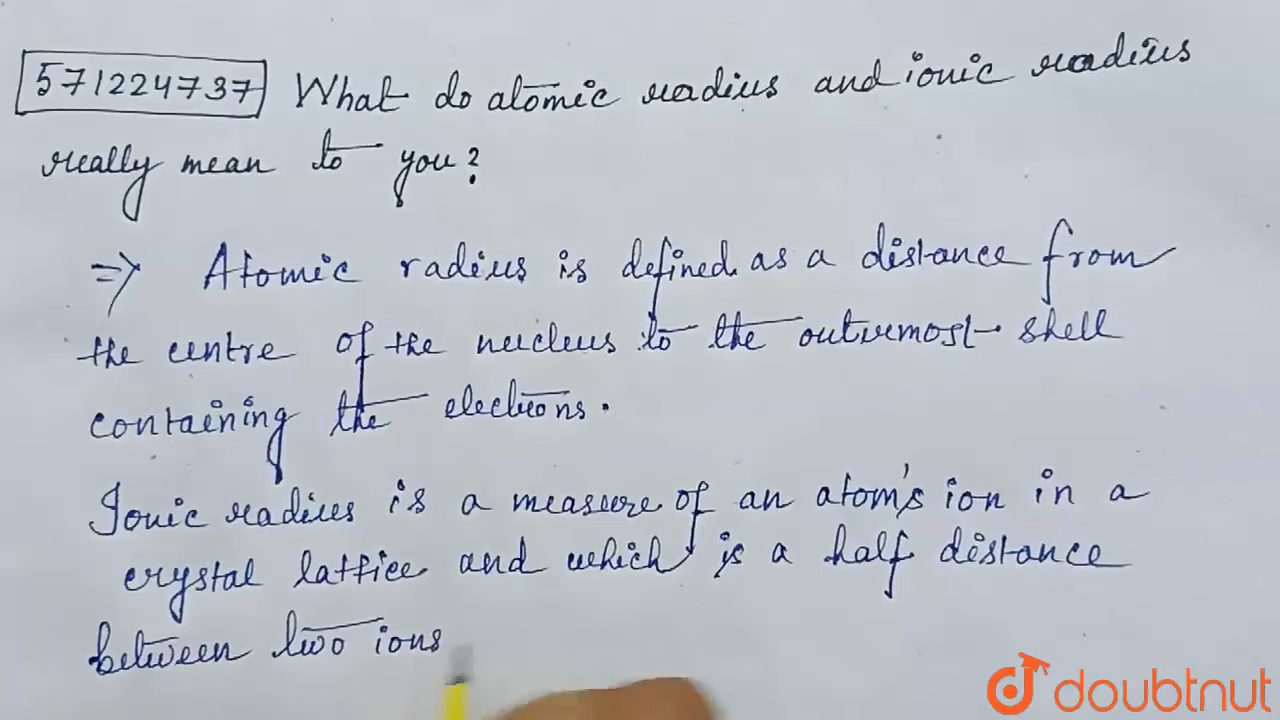 571224737 What do atomic radius and ionic radius
really mean to you?
⇒ Atomic radius is defined as a distance from
the centre of the nucleus to the outermost shell
containing the electrons.
Ionic radius is a measure of an atom's ion in a
crystal lattice and which is a half distance
between two ions
doubtnut